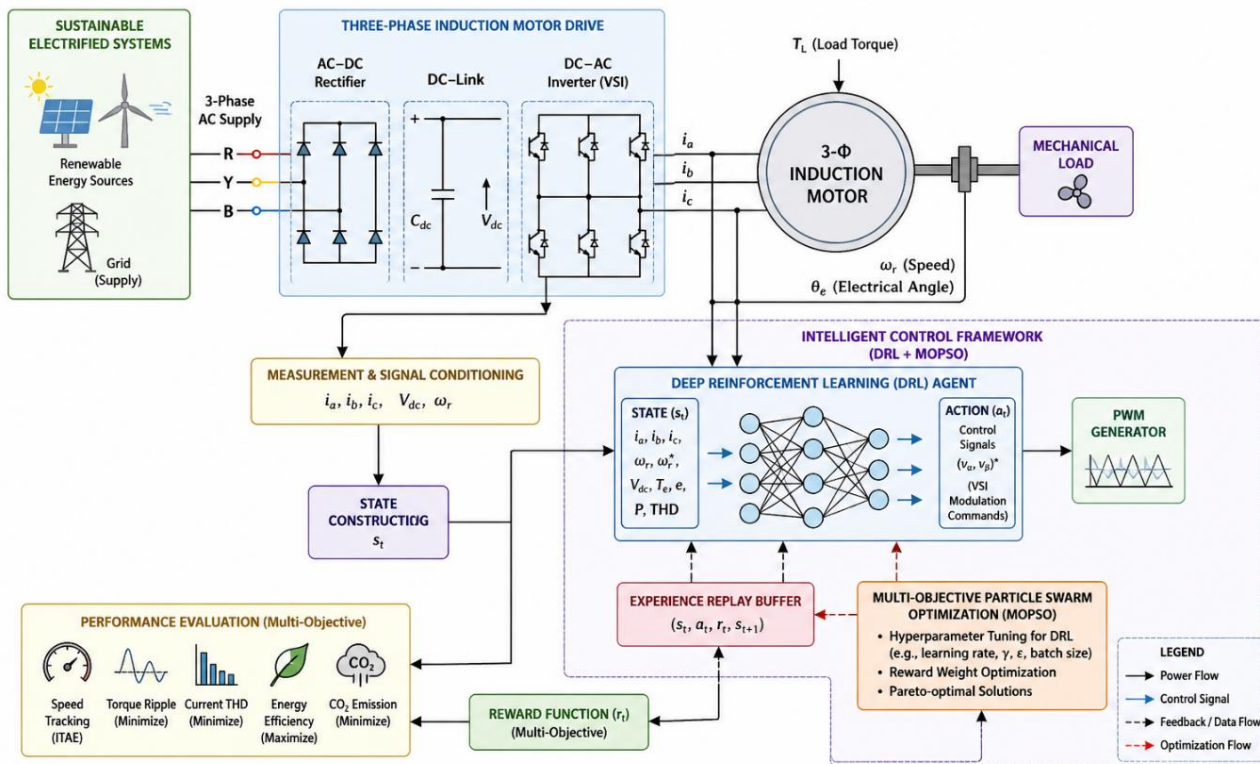 SUSTAINABLE
ELECTRIFIED SYSTEMS
Renewable
Energy Sources
Grid
(Supply)
3-Phase
AC Supply
R
Y
B
THREE-PHASE INDUCTION MOTOR DRIVE
AC–DC
Rectifier
DC–Link
DC–AC
Inverter (VSI)
+
C_dc
V_dc
−
i_a
i_b
i_c
T_L (Load Torque)
3-Φ
INDUCTION
MOTOR
MECHANICAL
LOAD
ω_r (Speed)
θ_e (Electrical Angle)
MEASUREMENT & SIGNAL CONDITIONING
i_a, i_b, i_c, V_dc, ω_r
STATE
s_t
INTELLIGENT CONTROL FRAMEWORK
(DRL + MOPSO)
DEEP REINFORCEMENT LEARNING (DRL) AGENT
STATE (s_t)
i_a, i_b, i_c,
ω_r, ω_r*,
V_dc, T_e, e,
P, THD
ACTION (a_t)
Control
Signals
(v_α, v_β)*
(VSI
Modulation
Commands)
PWM
GENERATOR
EXPERIENCE REPLAY BUFFER
(s_t, a_t, r_t, s_t+1)
MULTI-OBJECTIVE PARTICLE SWARM
OPTIMIZATION (MOPSO)
• Hyperparameter Tuning for DRL
(e.g., learning rate, γ, ε, batch size)
• Reward Weight Optimization
• Pareto-optimal Solutions
PERFORMANCE EVALUATION (Multi-Objective)
CO₂
Speed
Tracking
(ITAE)
Torque Ripple
(Minimize)
Current THD
(Minimize)
Energy
Efficiency
(Maximize)
CO₂ Emission
(Minimize)
REWARD FUNCTION (r_t)
(Multi-Objective)
LEGEND
Power Flow
Control Signal
Feedback / Data Flow
Optimization Flow